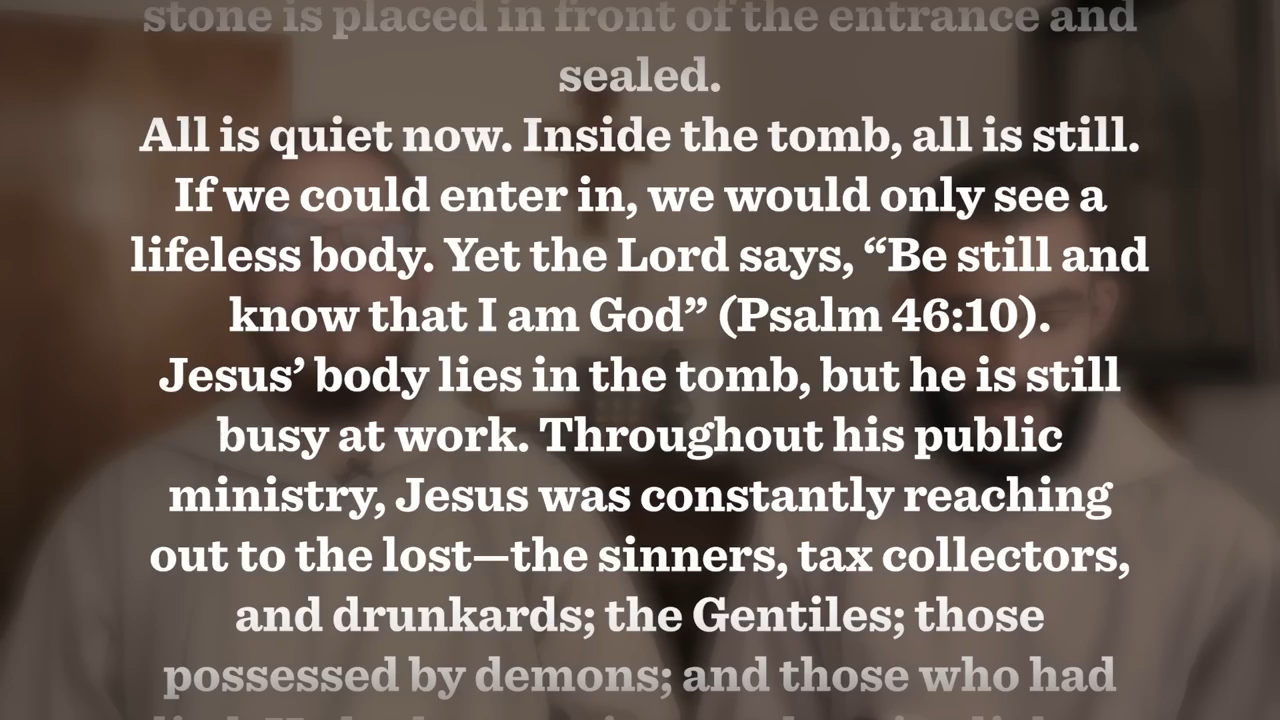 stone is placed in front of the entrance and
sealed.
All is quiet now. Inside the tomb, all is still.
If we could enter in, we would only see a
lifeless body. Yet the Lord says, “Be still and
know that I am God” (Psalm 46:10).
Jesus’ body lies in the tomb, but he is still
busy at work. Throughout his public
ministry, Jesus was constantly reaching
out to the lost—the sinners, tax collectors,
and drunkards; the Gentiles; those
possessed by demons; and those who had